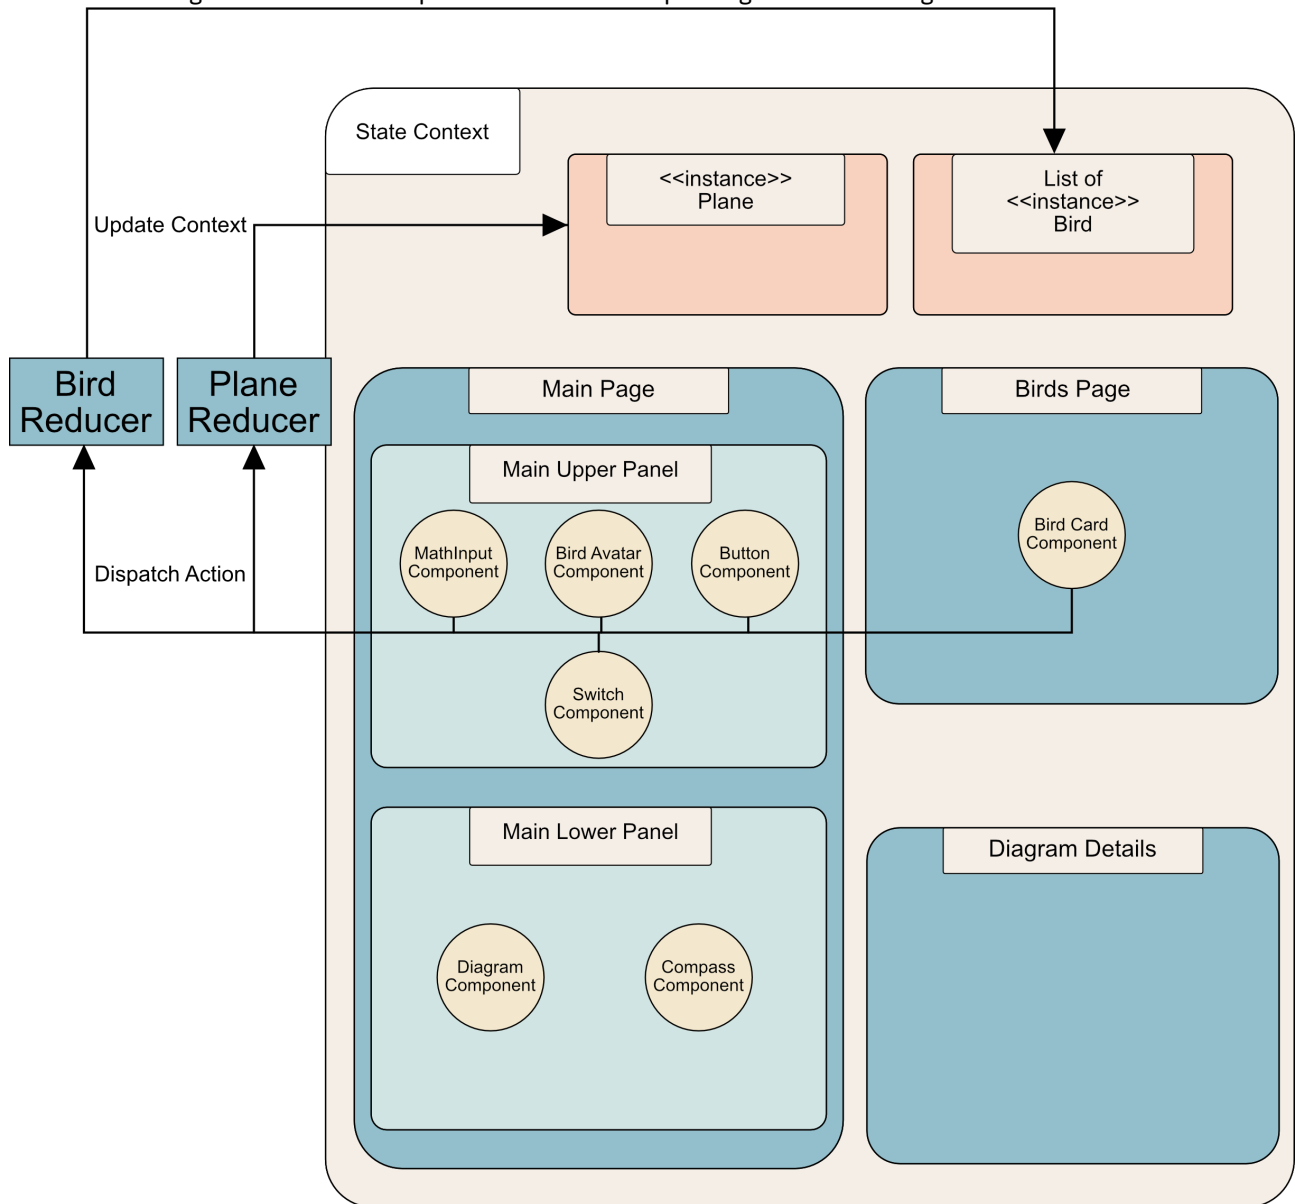 State Context
<<instance>>
Plane
List of
<<instance>>
Bird
Update Context
Bird
Reducer
Plane
Reducer
Main Page
Birds Page
Main Upper Panel
MathInput
Component
Bird Avatar
Component
Button
Component
Bird Card
Component
Dispatch Action
Switch
Component
Main Lower Panel
Diagram Details
Diagram
Component
Compass
Component